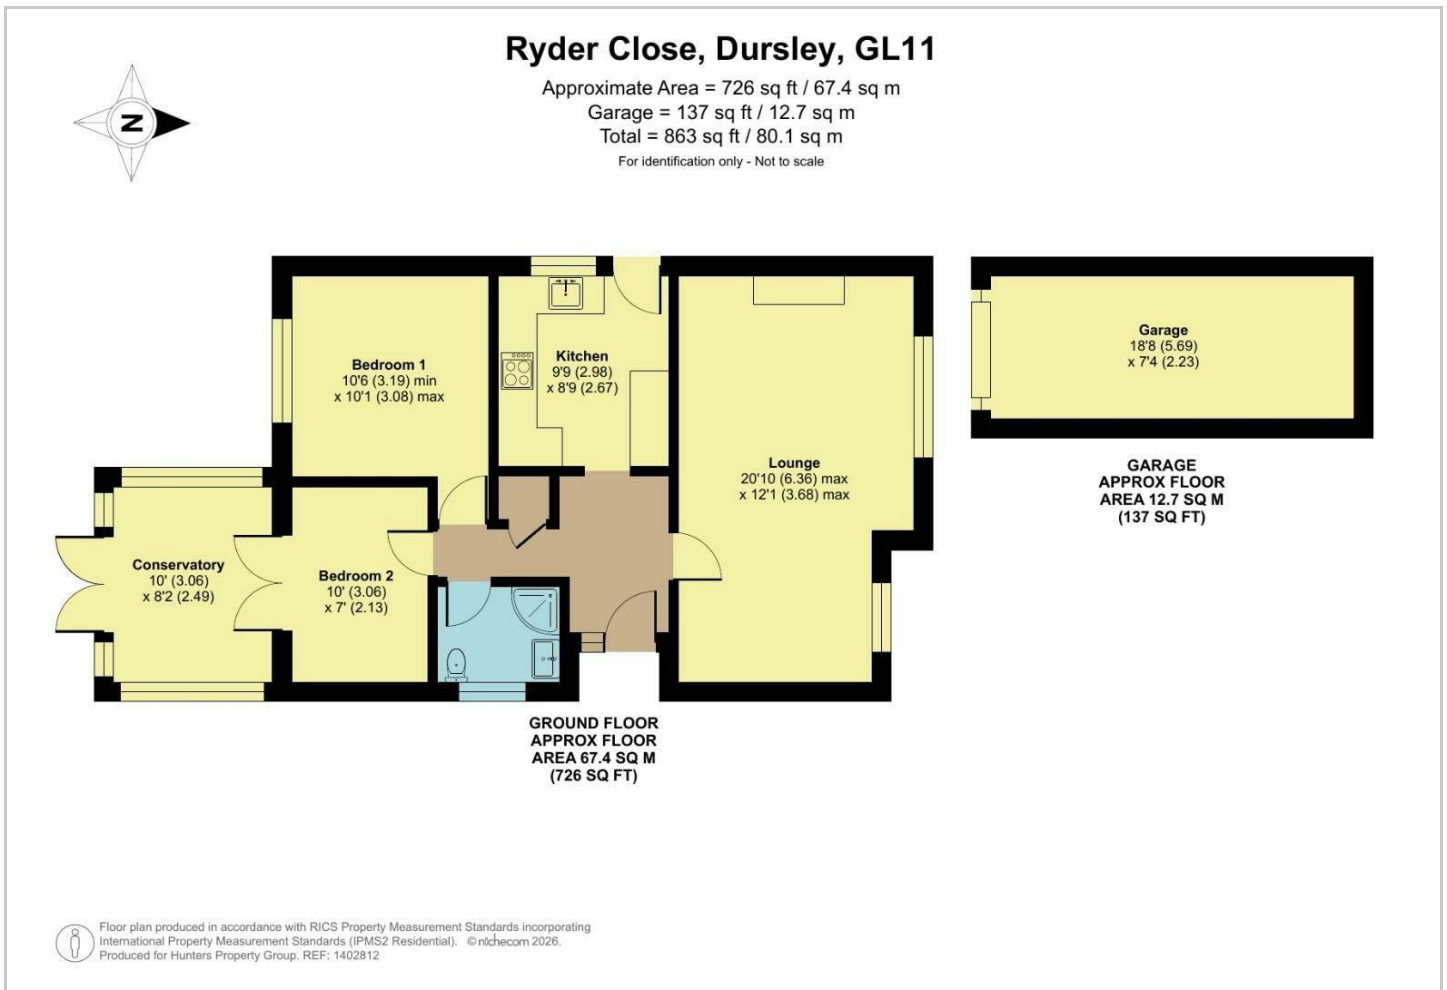 Ryder Close, Dursley, GL11
Approximate Area = 726 sq ft / 67.4 sq m
Garage = 137 sq ft / 12.7 sq m
Total = 863 sq ft / 80.1 sq m
For identification only - Not to scale
N
Bedroom 1
10'6 (3.19) min
x 10'1 (3.08) max
Kitchen
9'9 (2.98)
x 8'9 (2.67)
Lounge
20'10 (6.36) max
x 12'1 (3.68) max
Garage
18'8 (5.69)
x 7'4 (2.23)
GARAGE
APPROX FLOOR
AREA 12.7 SQ M
(137 SQ FT)
Conservatory
10' (3.06)
x 8'2 (2.49)
Bedroom 2
10' (3.06)
x 7' (2.13)
GROUND FLOOR
APPROX FLOOR
AREA 67.4 SQ M
(726 SQ FT)
Floor plan produced in accordance with RICS Property Measurement Standards incorporating
International Property Measurement Standards (IPMS2 Residential). © nichecom 2026.
Produced for Hunters Property Group. REF: 1402812